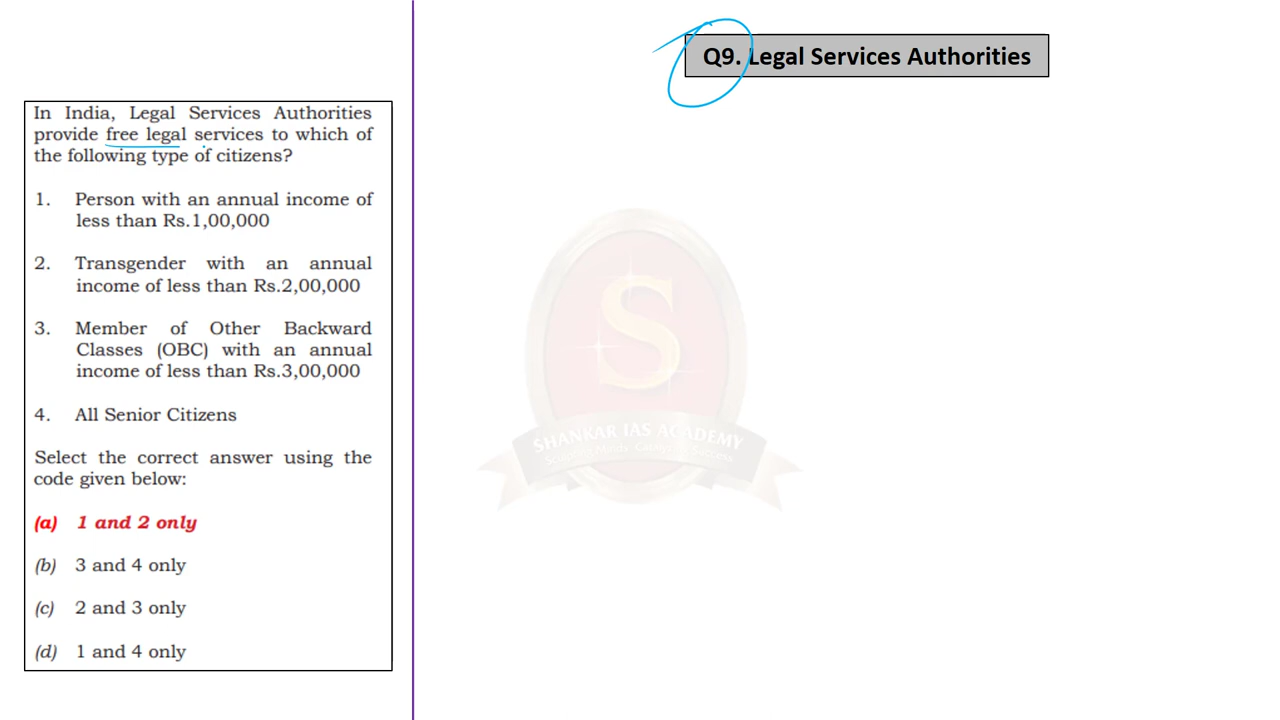 Q9. Legal Services Authorities
In India, Legal Services Authorities
provide free legal services to which of
the following type of citizens?
1. Person with an annual income of
less than Rs.1,00,000
2. Transgender with an annual
income of less than Rs.2,00,000
3. Member of Other Backward
Classes (OBC) with an annual
income of less than Rs.3,00,000
4. All Senior Citizens
Select the correct answer using the
code given below:
(a) 1 and 2 only
(b) 3 and 4 only
(c) 2 and 3 only
(d) 1 and 4 only
S
SHANKAR IAS ACADEMY